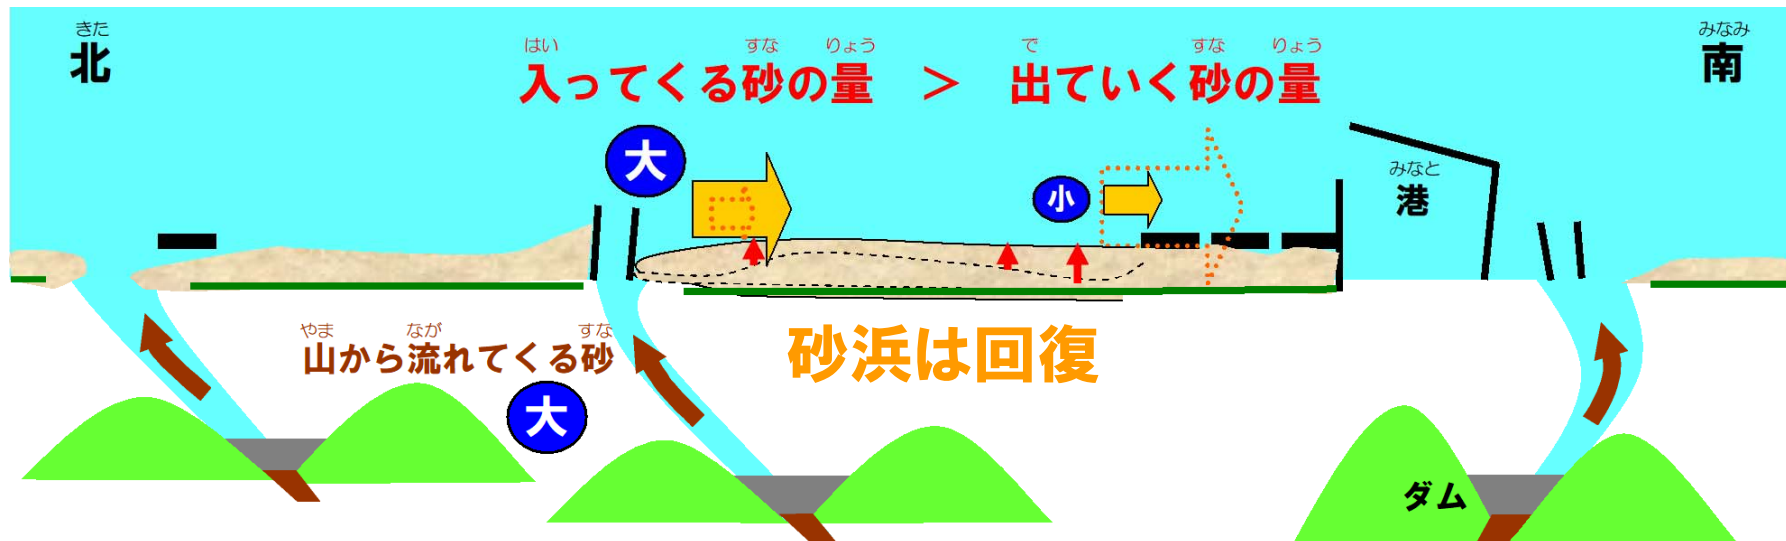 きた
北
はい すな りょう で すな りょう
入ってくる砂の量 ＞ 出ていく砂の量
みなみ
南
大
小
みなと
港
やま なが すな
山から流れてくる砂
大
砂浜は回復
ダム